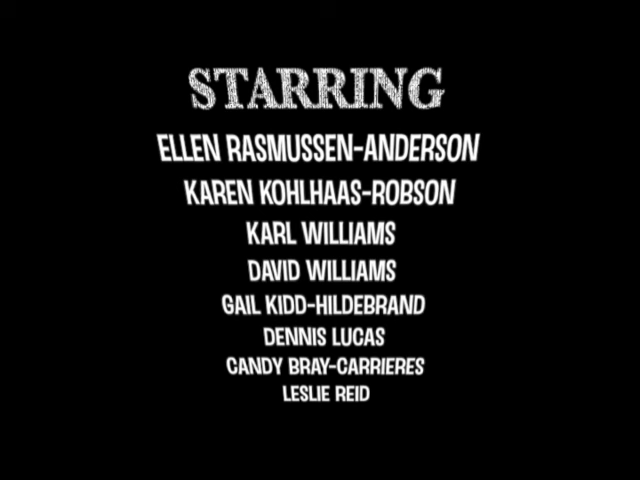 STARRING
ELLEN RASMUSSEN-ANDERSON
KAREN KOHLHAAS-ROBSON
KARL WILLIAMS
DAVID WILLIAMS
GAIL KIDD-HILDEBRAND
DENNIS LUCAS
CANDY BRAY-CARRIERES
LESLIE REID